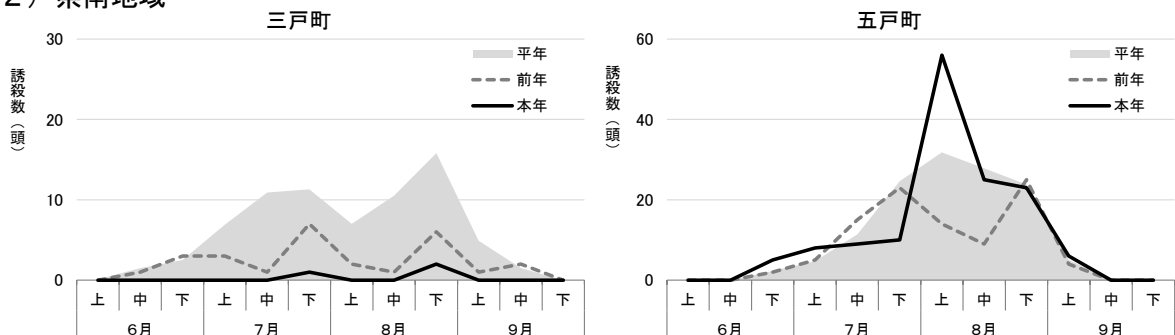 ２）県南地域
三戸町
30
20
10
0
誘殺数（頭）
平年
前年
本年
上 中 下 上 中 下 上 中 下 上 中 下
6月 7月 8月 9月
五戸町
60
40
20
0
誘殺数（頭）
平年
前年
本年
上 中 下 上 中 下 上 中 下 上 中 下
6月 7月 8月 9月